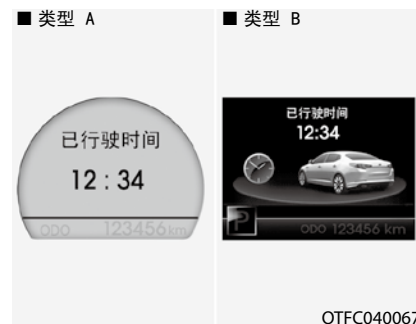 ■ 类型 A
已行驶时间
12 : 34
ODO 123456 km
■ 类型 B
已行驶时间
12:34
P
ODO 123456 km
OTFC040067